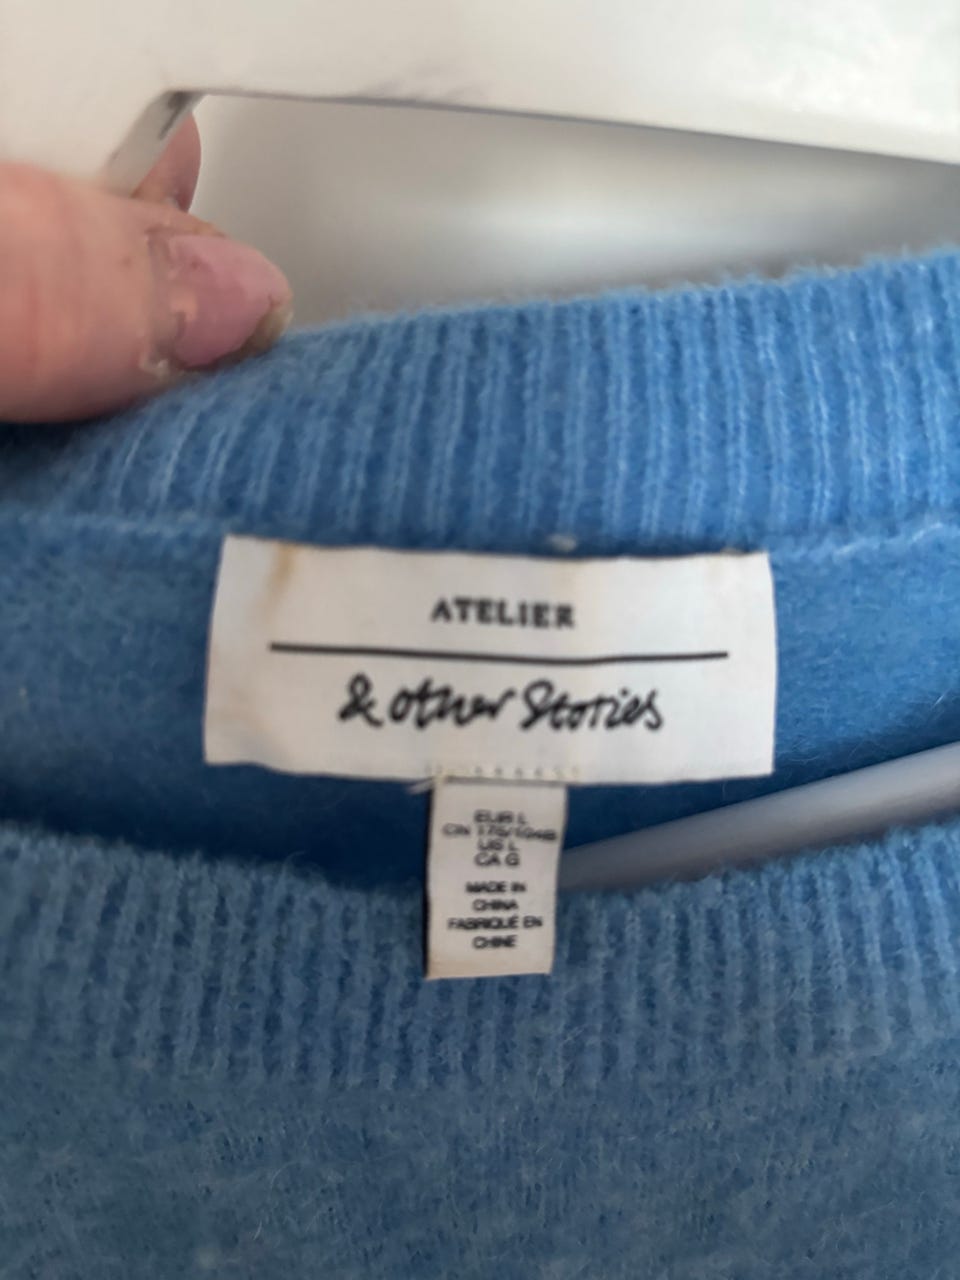 ATELIER
& other Stories
EUR L
CN 175/104B
US L
CA G
MADE IN
CHINA
FABRIQUÉ EN
CHINE